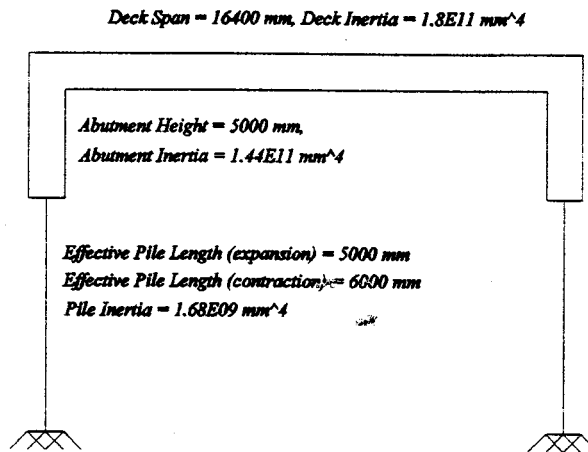 Deck Span = 16400 mm, Deck Inertia = 1.8E11 mm^4
Abutment Height = 5000 mm,
Abutment Inertia = 1.44E11 mm^4
Effective Pile Length (expansion) = 5000 mm
Effective Pile Length (contraction) = 6000 mm
Pile Inertia = 1.68E09 mm^4